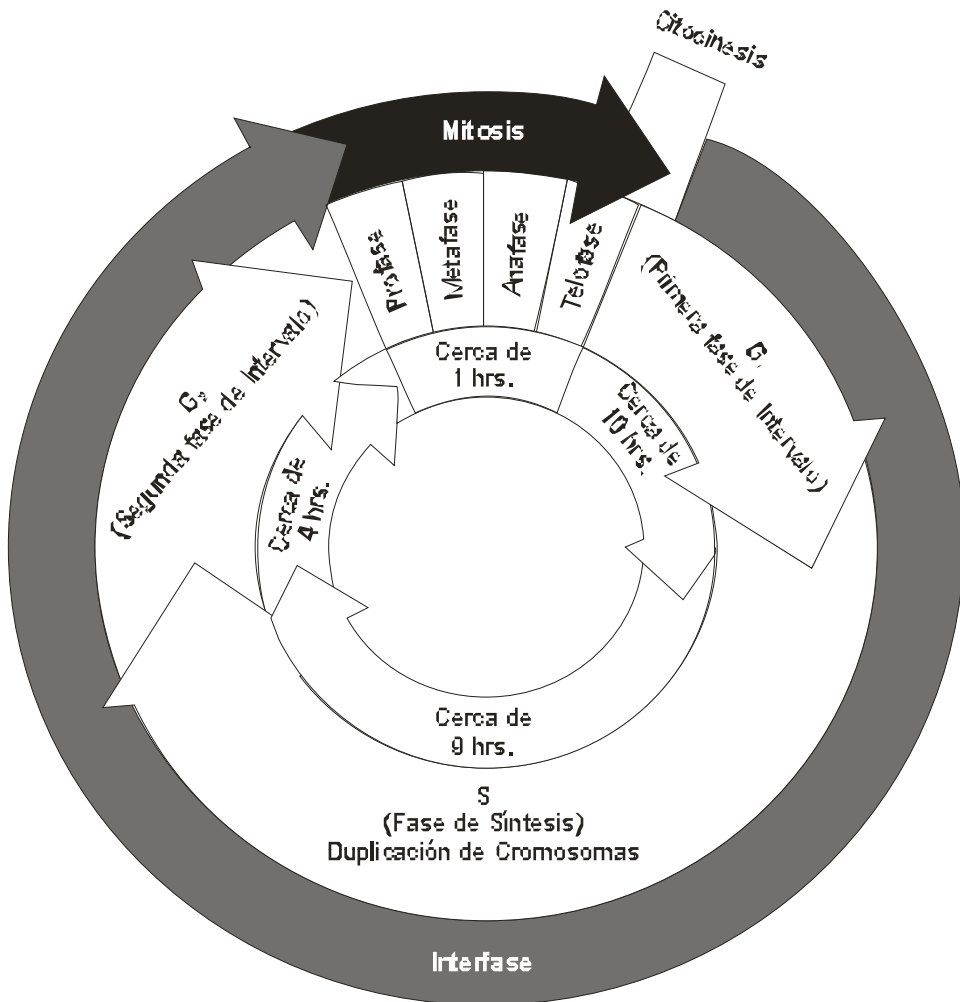 Citocinesis
Mitosis
Profase
Metafase
Anafase
Telofase
G₁
(Primera fase de Intervalo)
Cerca de
1 hrs.
Cerca de
10 hrs.
G₂
(Segunda fase de Intervalo)
Cerca de
4 hrs.
Cerca de
9 hrs.
S
(Fase de Síntesis)
Duplicación de Cromosomas
Interfase